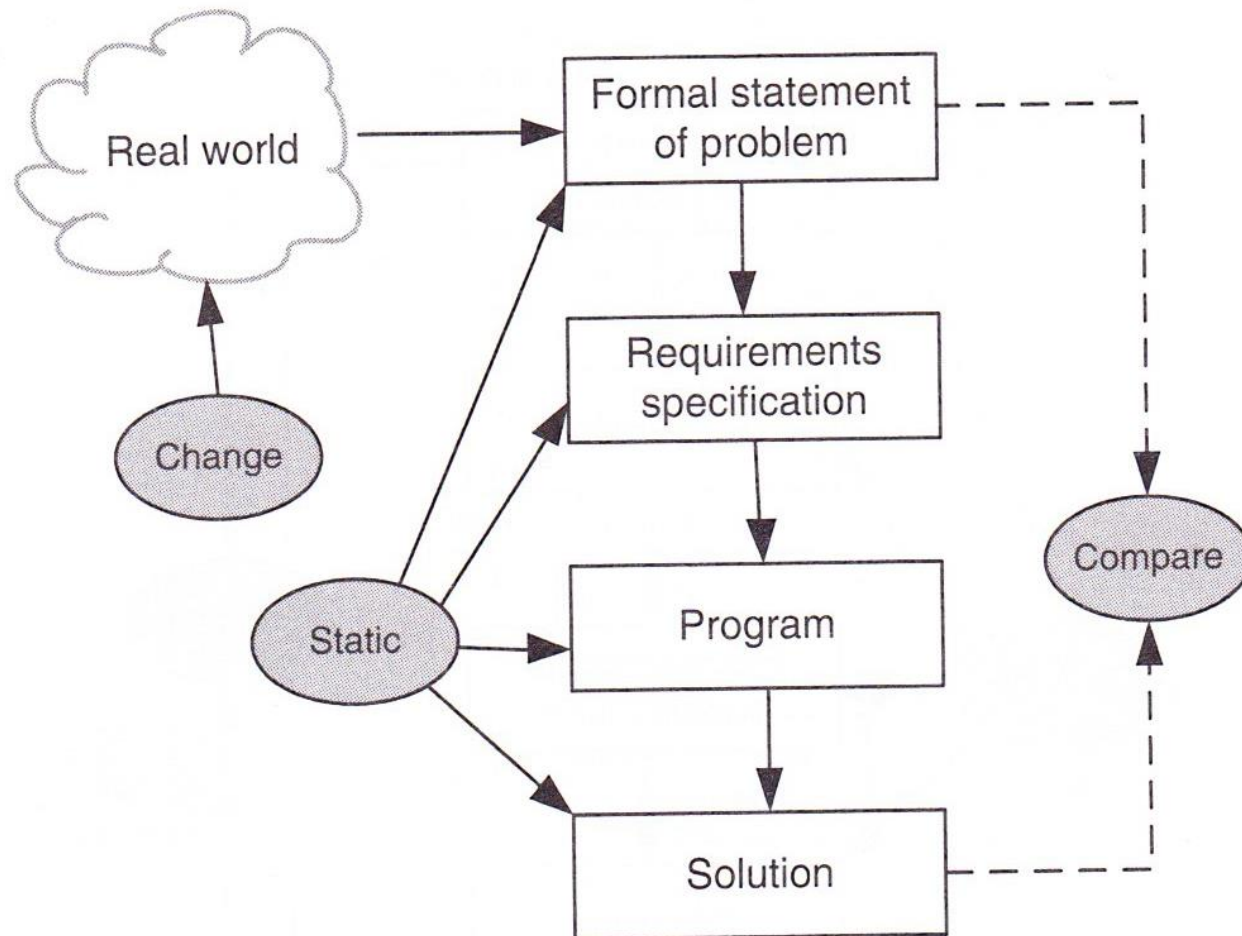 Formal statement
of problem
Real world
Requirements
specification
Change
Compare
Program
Static
Solution